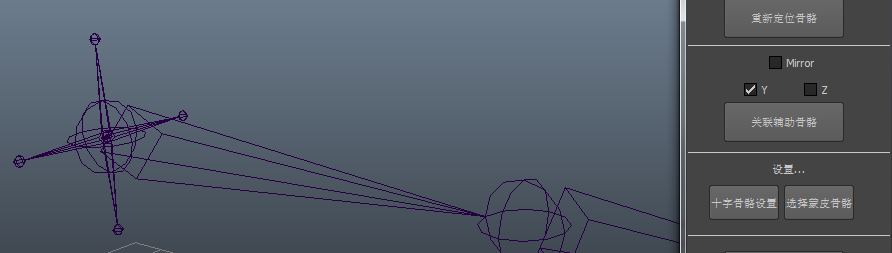 重新定位骨骼
Mirror
Y Z
关联辅助骨骼
设置...
十字骨骼设置 选择蒙皮骨骼